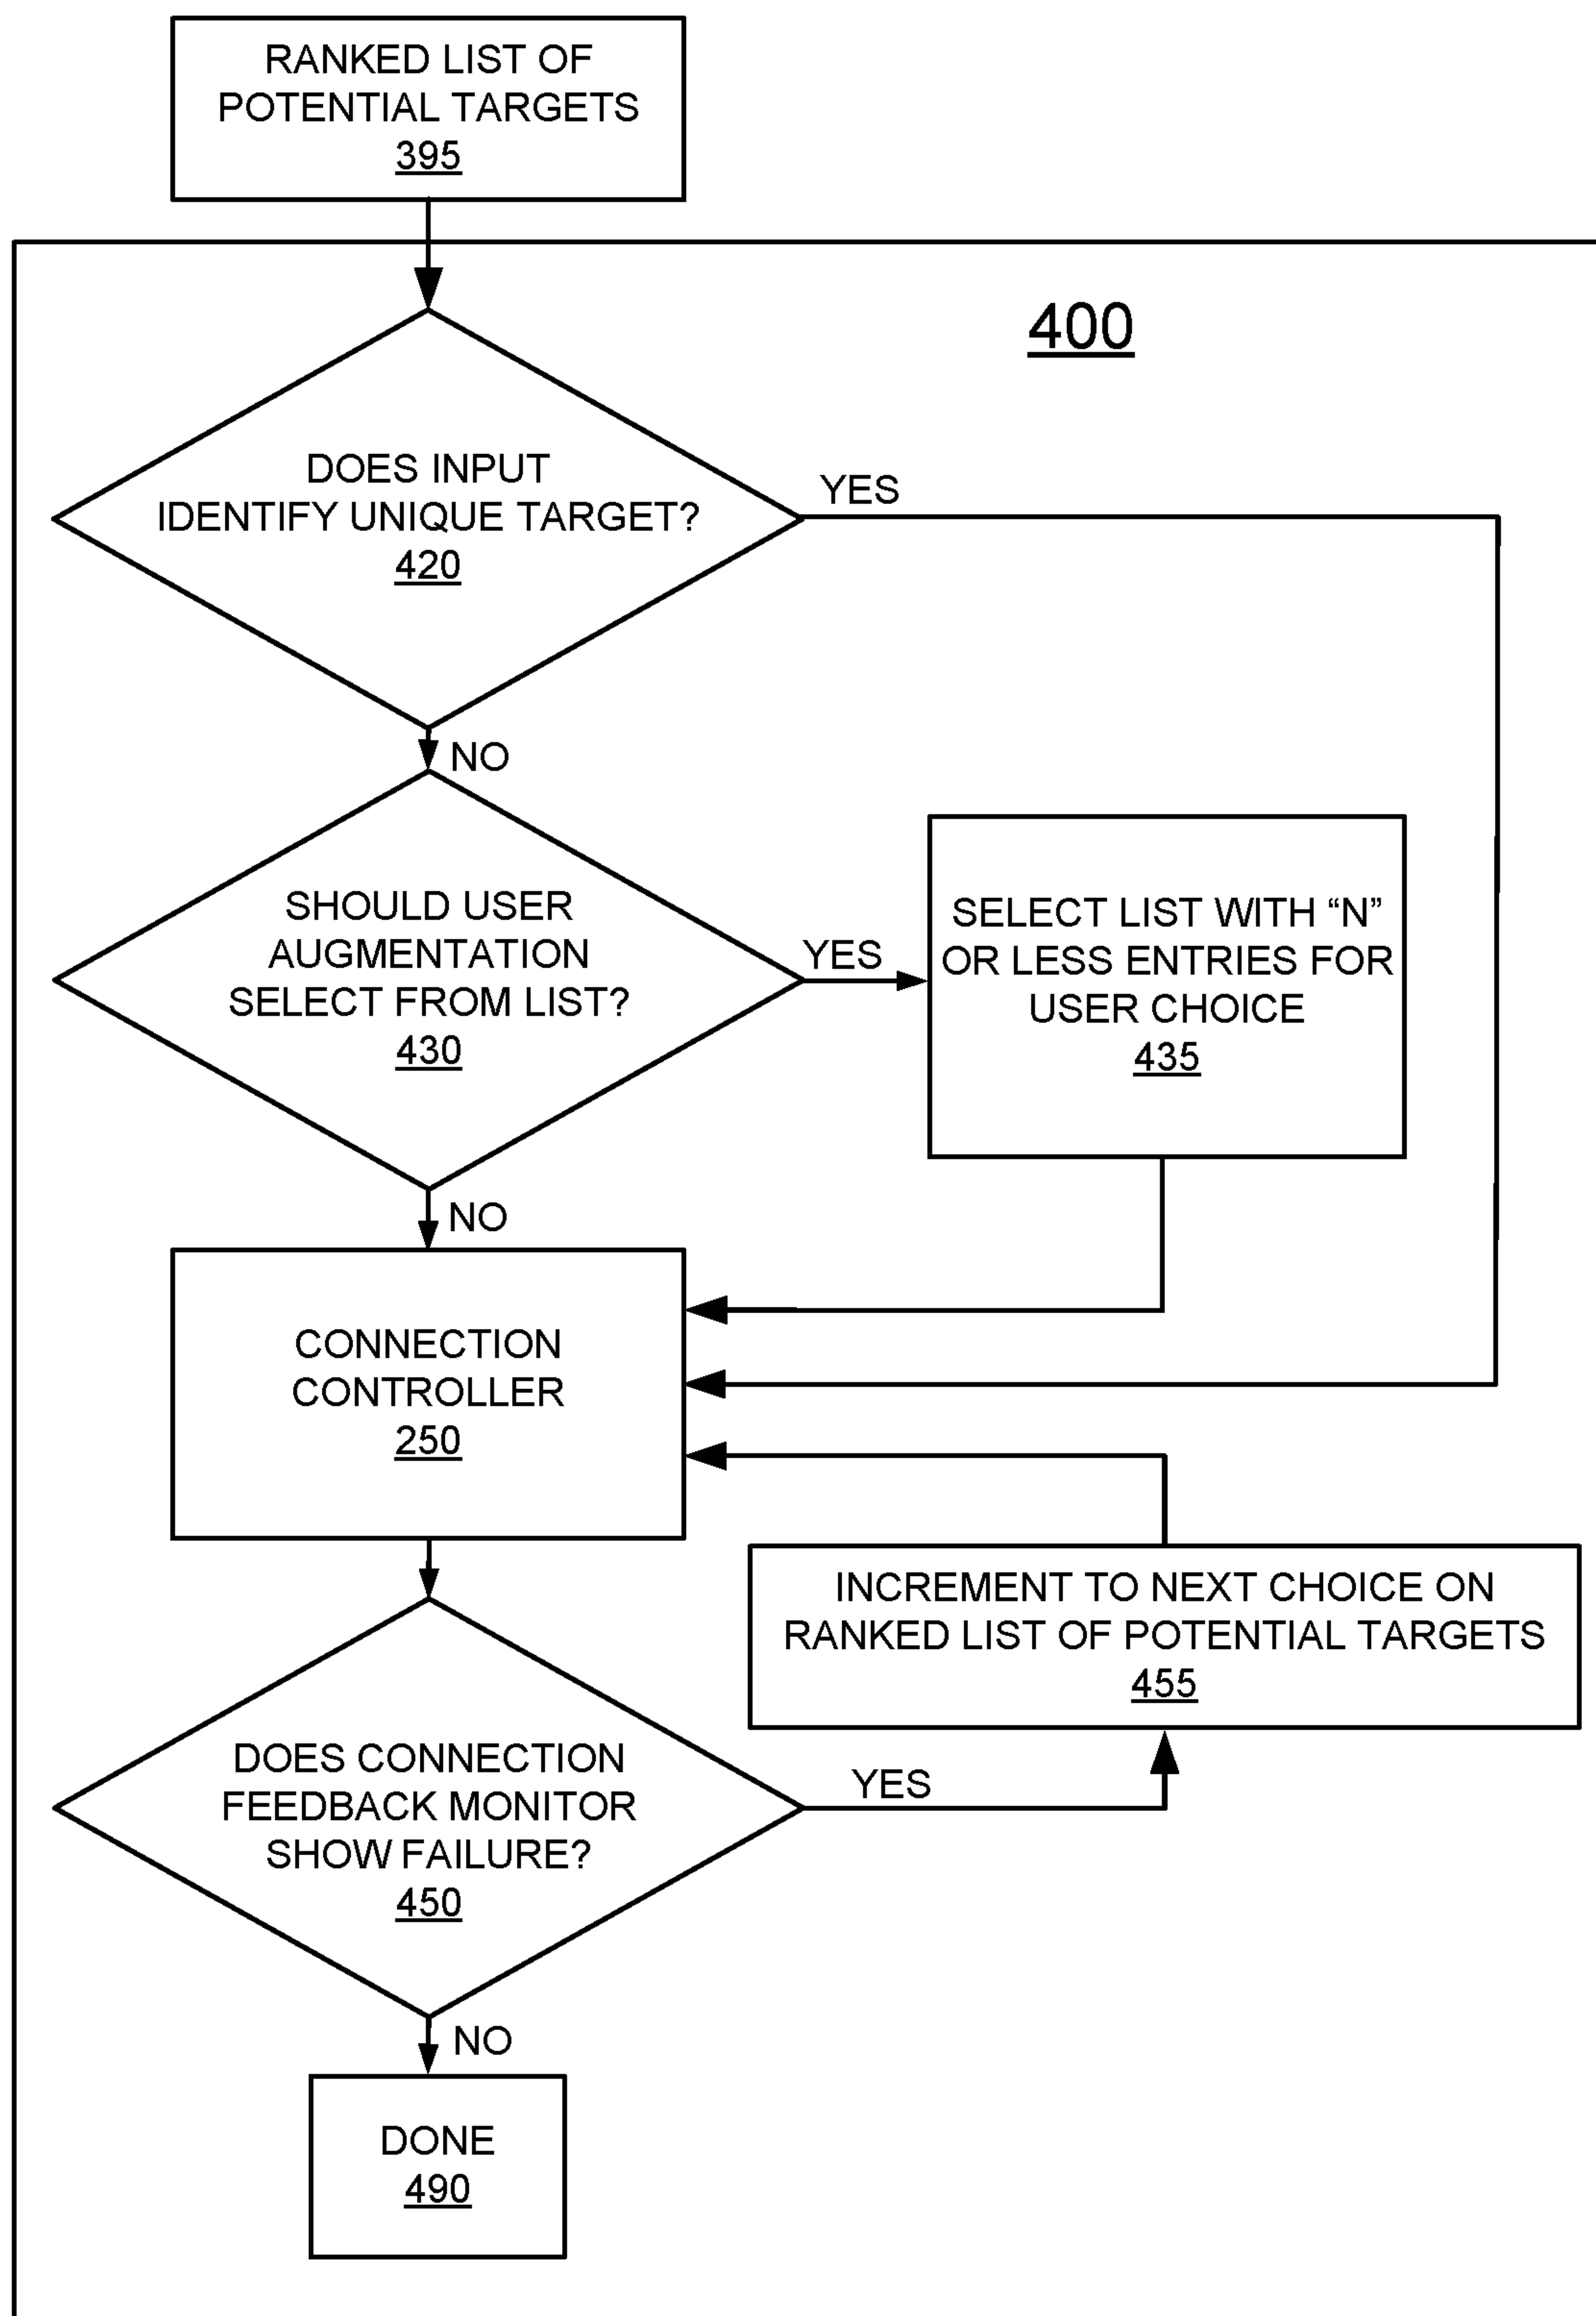 RANKED LIST OF
POTENTIAL TARGETS
395
400
DOES INPUT
IDENTIFY UNIQUE TARGET?
420
YES
NO
SHOULD USER
AUGMENTATION
SELECT FROM LIST?
430
YES
SELECT LIST WITH “N”
OR LESS ENTRIES FOR
USER CHOICE
435
NO
CONNECTION
CONTROLLER
250
INCREMENT TO NEXT CHOICE ON
RANKED LIST OF POTENTIAL TARGETS
455
DOES CONNECTION
FEEDBACK MONITOR
SHOW FAILURE?
450
YES
NO
DONE
490